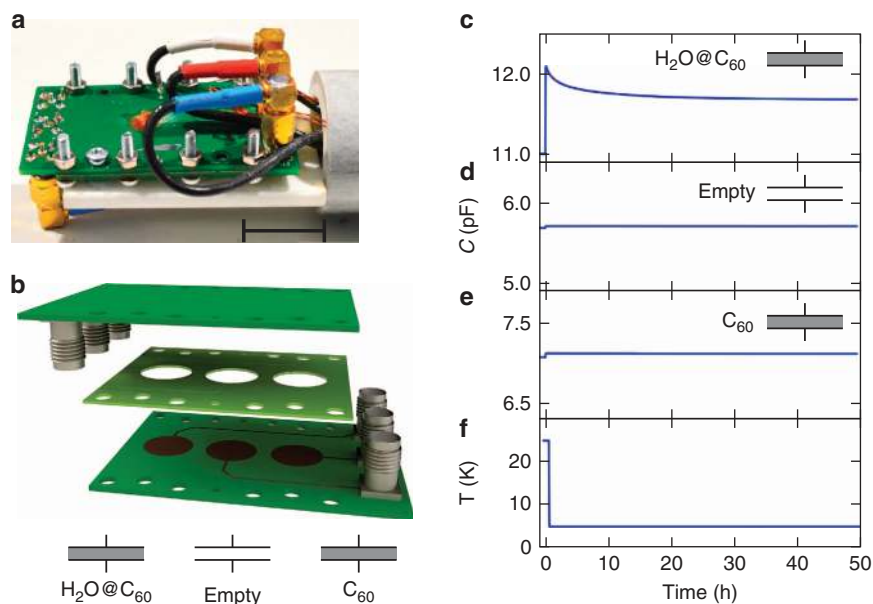 a
b
H₂O@C₆₀
Empty
C₆₀
c
H₂O@C₆₀
12.0
11.0
d
Empty
6.0
5.0
C (pF)
e
C₆₀
7.5
6.5
f
T (K)
20
10
0
0 10 20 30 40 50
Time (h)